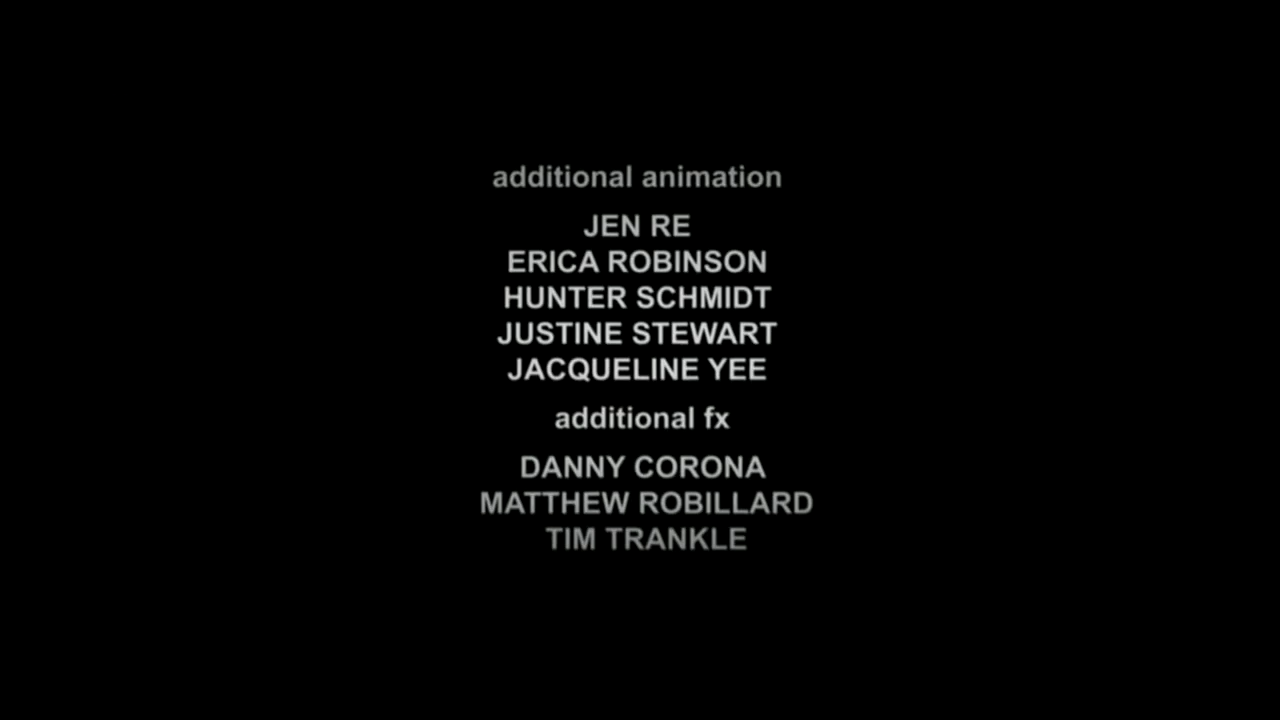 additional animation
JEN RE
ERICA ROBINSON
HUNTER SCHMIDT
JUSTINE STEWART
JACQUELINE YEE
additional fx
DANNY CORONA
MATTHEW ROBILLARD
TIM TRANKLE